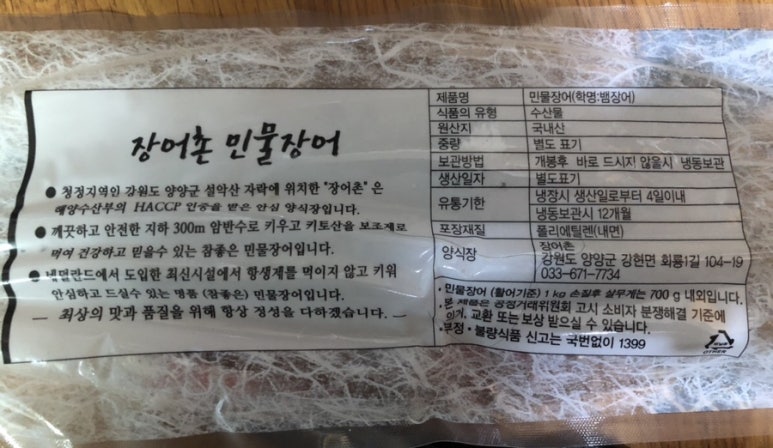 장어촌 민물장어
● 청정지역인 강원도 양양군 설악산 자락에 위치한 "장어촌" 은
해양수산부의 HACCP 인증을 받은 안심 양식장입니다.
● 깨끗하고 안전한 지하 300m 암반수로 키우고 키토산을 보조제로
먹여 건강하고 믿을수 있는 참좋은 민물장어입니다.
● 네덜란드에서 도입한 최신시설에서 항생제를 먹이지 않고 키워
안심하고 드실수 있는 명품 (참좋은) 민물장어입니다.
— 최상의 맛과 품질을 위해 항상 정성을 다하겠습니다. —
제품명 민물장어(학명:뱀장어)
식품의 유형 수산물
원산지 국내산
중량 별도 표기
보관방법 개봉후 바로 드시지 않을시 냉동보관
생산일자 별도표기
유통기한 냉장시 생산일로부터 4일이내
냉동보관시 12개월
포장재질 폴리에틸렌(내면)
양식장 장어촌
강원도 양양군 강현면 회룡1길 104-19
033-671-7734
• 민물장어 (활어기준) 1 kg 손질후 실무게는 700 g 내외입니다.
• 본 제품은 공정거래위원회 고시 소비자 분쟁해결 기준에
의거, 교환 또는 보상 받으실 수 있습니다.
• 부정 • 불량식품 신고는 국번없이 1399
OTHER